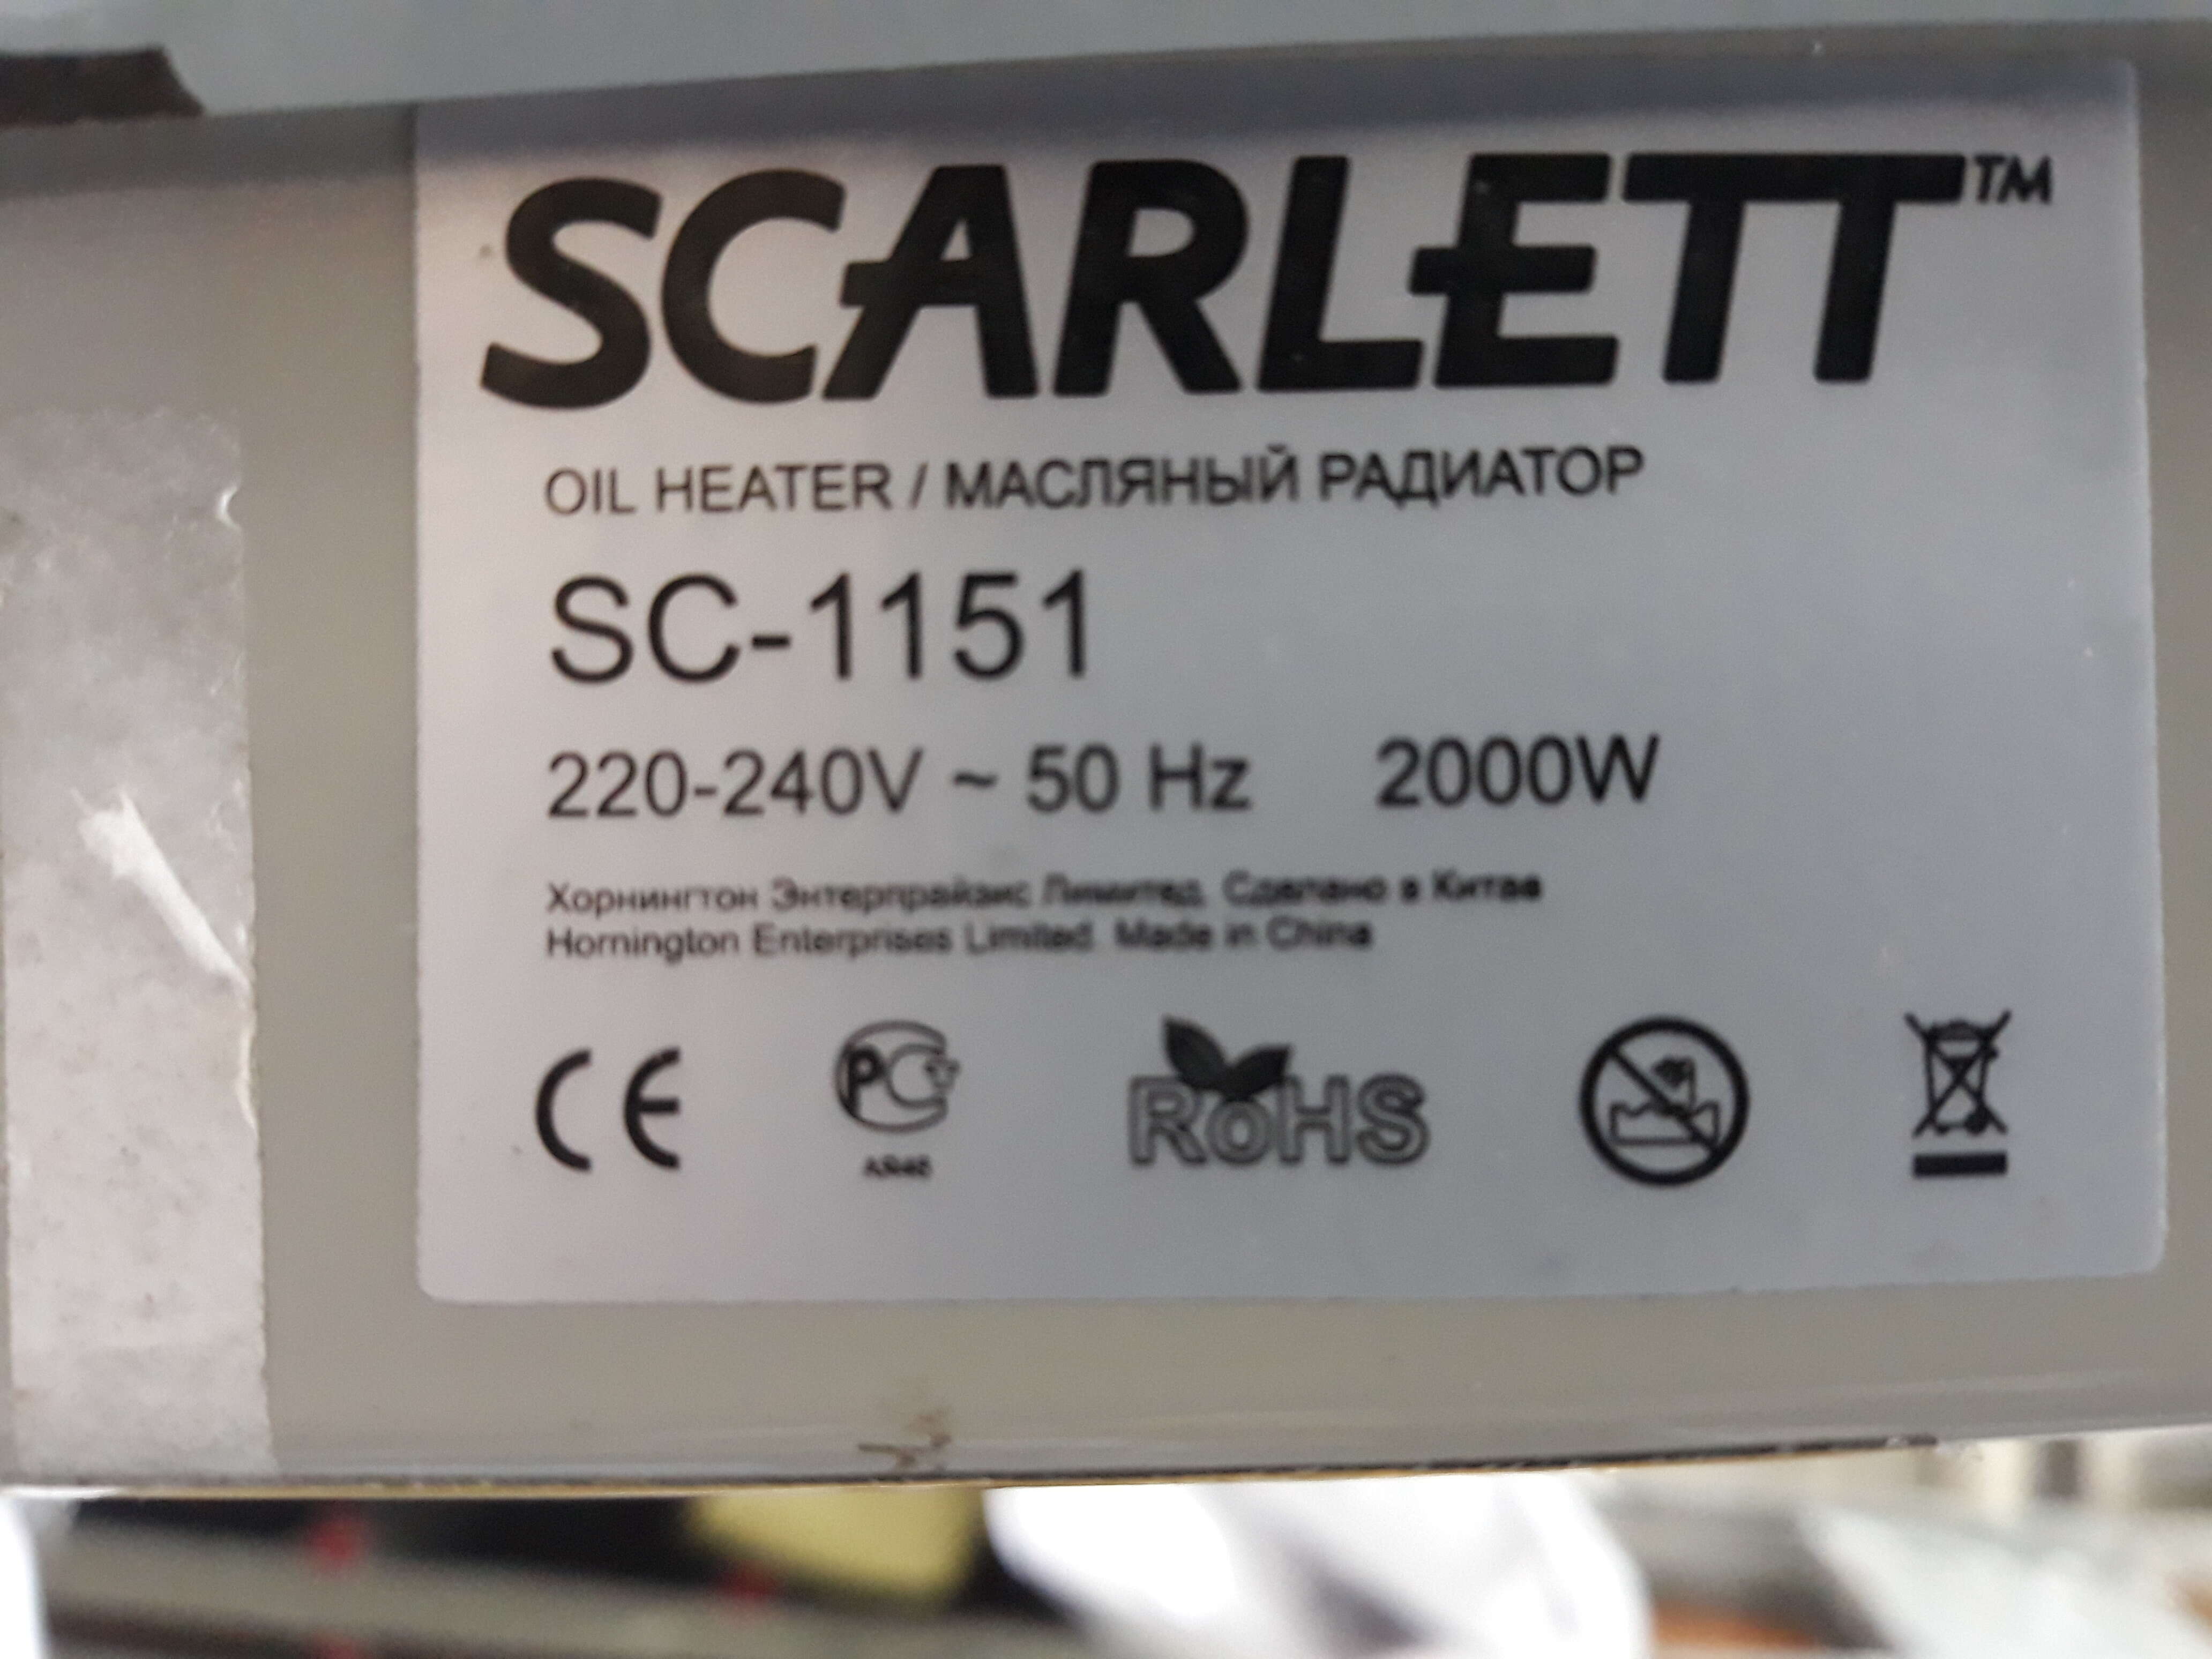 SCARLETT™
OIL HEATER / МАСЛЯНЫЙ РАДИАТОР
SC-1151
220-240V ~ 50 Hz 2000W
Хорнингтон Энтерпрайзис Лимитед. Сделано в Китае
Hornington Enterprises Limited. Made in China
CE PC RoHS